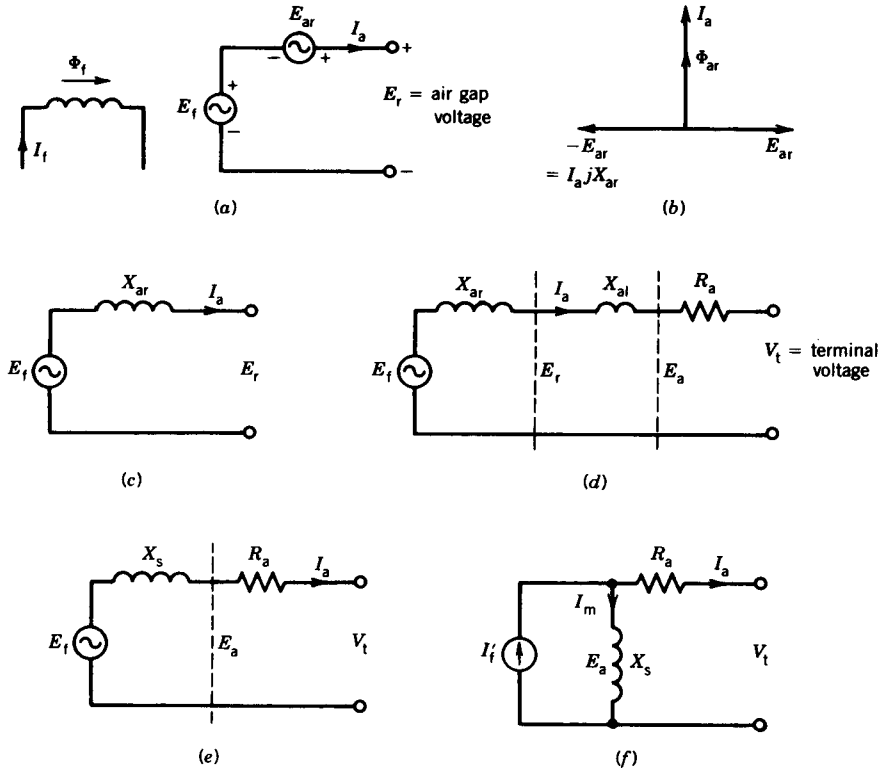 Φf
If
Ear
Ia
− +
+
+
Ef
−
−
Er = air gap
voltage
(a)
Ia
Φar
−Ear
Ear
= IajXar
(b)
Xar
Ia
Ef
Er
(c)
Xar
Ia
Xal
Ra
Ef
Er
Ea
Vt = terminal
voltage
(d)
Xs
Ra
Ia
Ef
Ea
Vt
(e)
Ra
Ia
Im
I′f
Ea
Xs
Vt
(f)